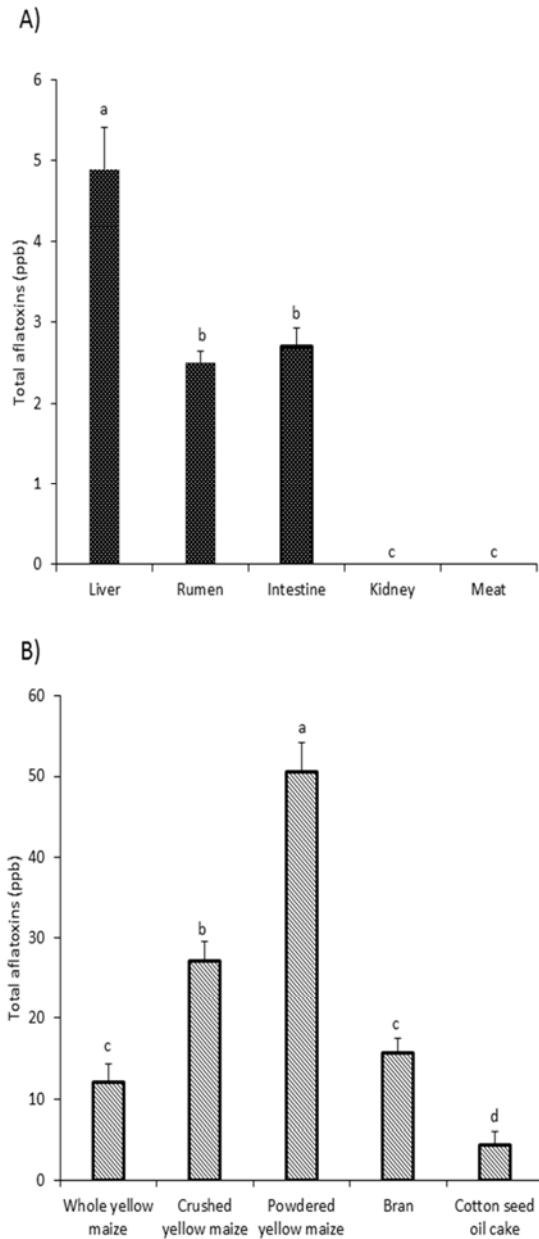 A)
Total aflatoxins (ppb)
6
5
4
3
2
1
0
a
b
b
c
c
Liver Rumen Intestine Kidney Meat
B)
Total aflatoxins (ppb)
60
50
40
30
20
10
0
c
b
a
c
d
Whole yellow maize
Crushed yellow maize
Powdered yellow maize
Bran
Cotton seed oil cake